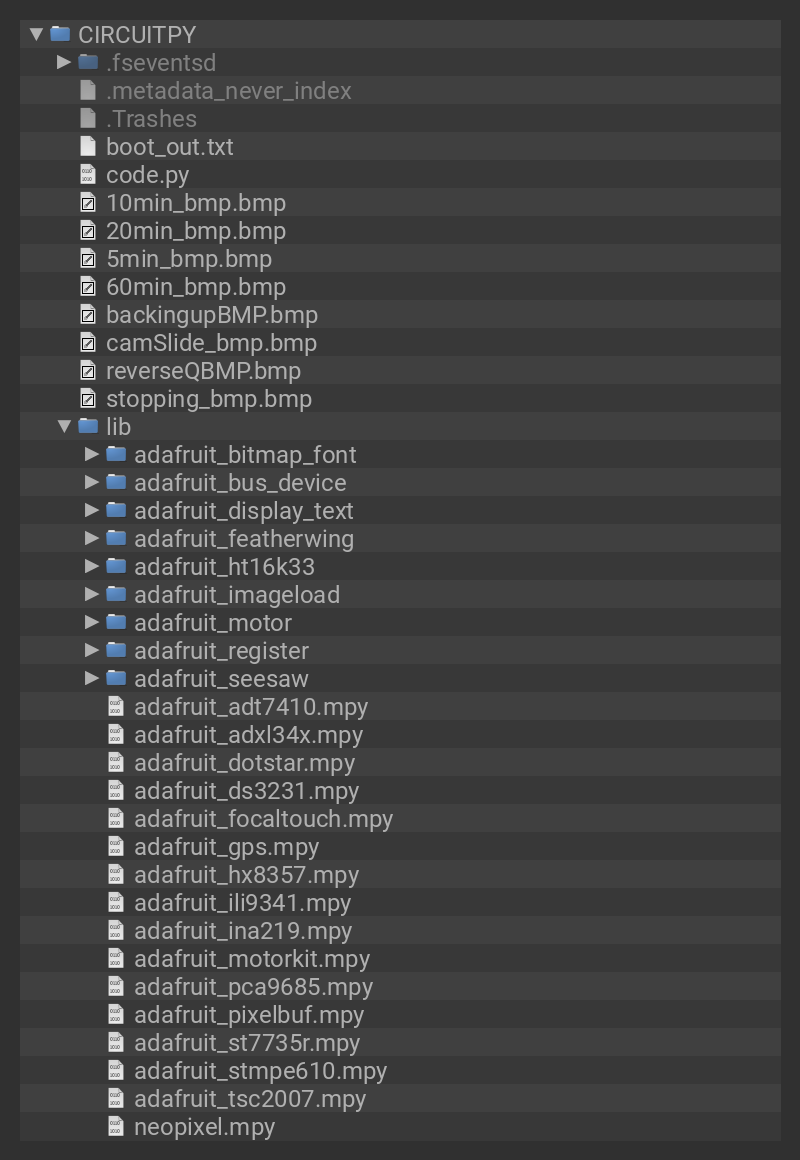 CIRCUITPY
.fseventsd
.metadata_never_index
.Trashes
boot_out.txt
code.py
10min_bmp.bmp
20min_bmp.bmp
5min_bmp.bmp
60min_bmp.bmp
backingupBMP.bmp
camSlide_bmp.bmp
reverseQBMP.bmp
stopping_bmp.bmp
lib
adafruit_bitmap_font
adafruit_bus_device
adafruit_display_text
adafruit_featherwing
adafruit_ht16k33
adafruit_imageload
adafruit_motor
adafruit_register
adafruit_seesaw
adafruit_adt7410.mpy
adafruit_adxl34x.mpy
adafruit_dotstar.mpy
adafruit_ds3231.mpy
adafruit_focaltouch.mpy
adafruit_gps.mpy
adafruit_hx8357.mpy
adafruit_ili9341.mpy
adafruit_ina219.mpy
adafruit_motorkit.mpy
adafruit_pca9685.mpy
adafruit_pixelbuf.mpy
adafruit_st7735r.mpy
adafruit_stmpe610.mpy
adafruit_tsc2007.mpy
neopixel.mpy